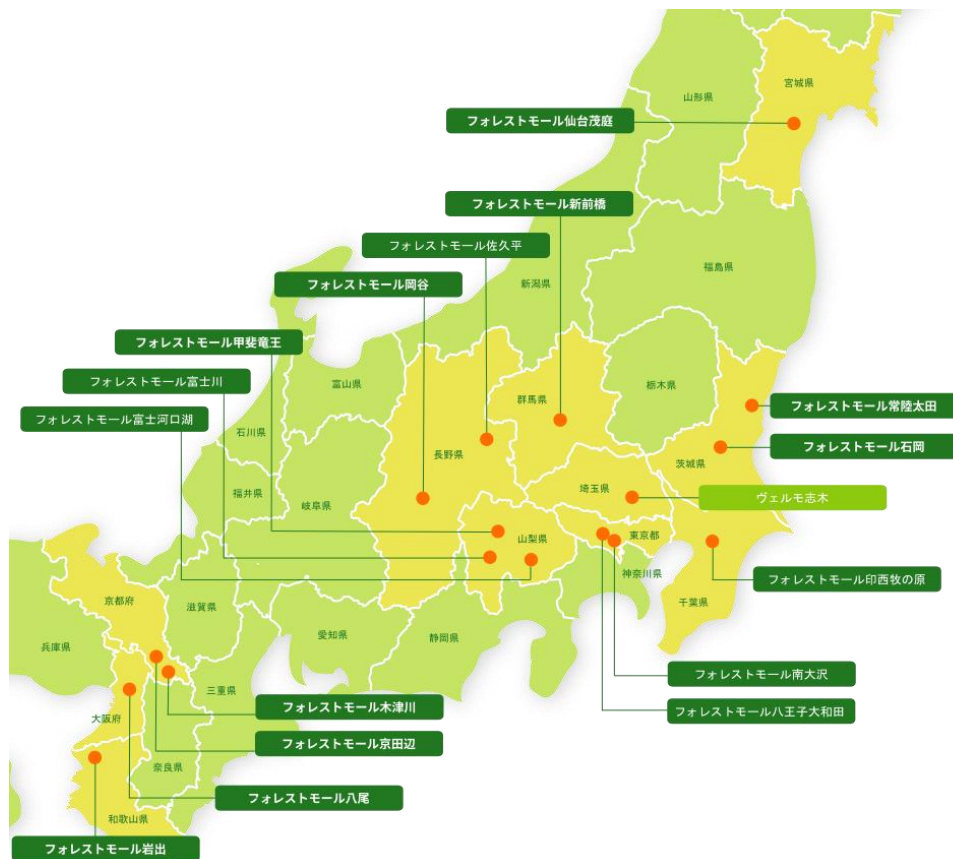 宮城県
山形県
フォレストモール仙台茂庭
フォレストモール新前橋
フォレストモール佐久平
福島県
フォレストモール岡谷
新潟県
フォレストモール甲斐竜王
フォレストモール富士川
富山県
栃木県
群馬県
フォレストモール常陸太田
フォレストモール富士河口湖
石川県
フォレストモール石岡
長野県
茨城県
福井県
岐阜県
埼玉県
ヴェルモ志木
山梨県
東京都
神奈川県
フォレストモール印西牧の原
京都府
滋賀県
千葉県
愛知県
静岡県
兵庫県
フォレストモール南大沢
三重県
フォレストモール木津川
フォレストモール八王子大和田
大阪府
フォレストモール京田辺
奈良県
フォレストモール八尾
和歌山県
フォレストモール岩出